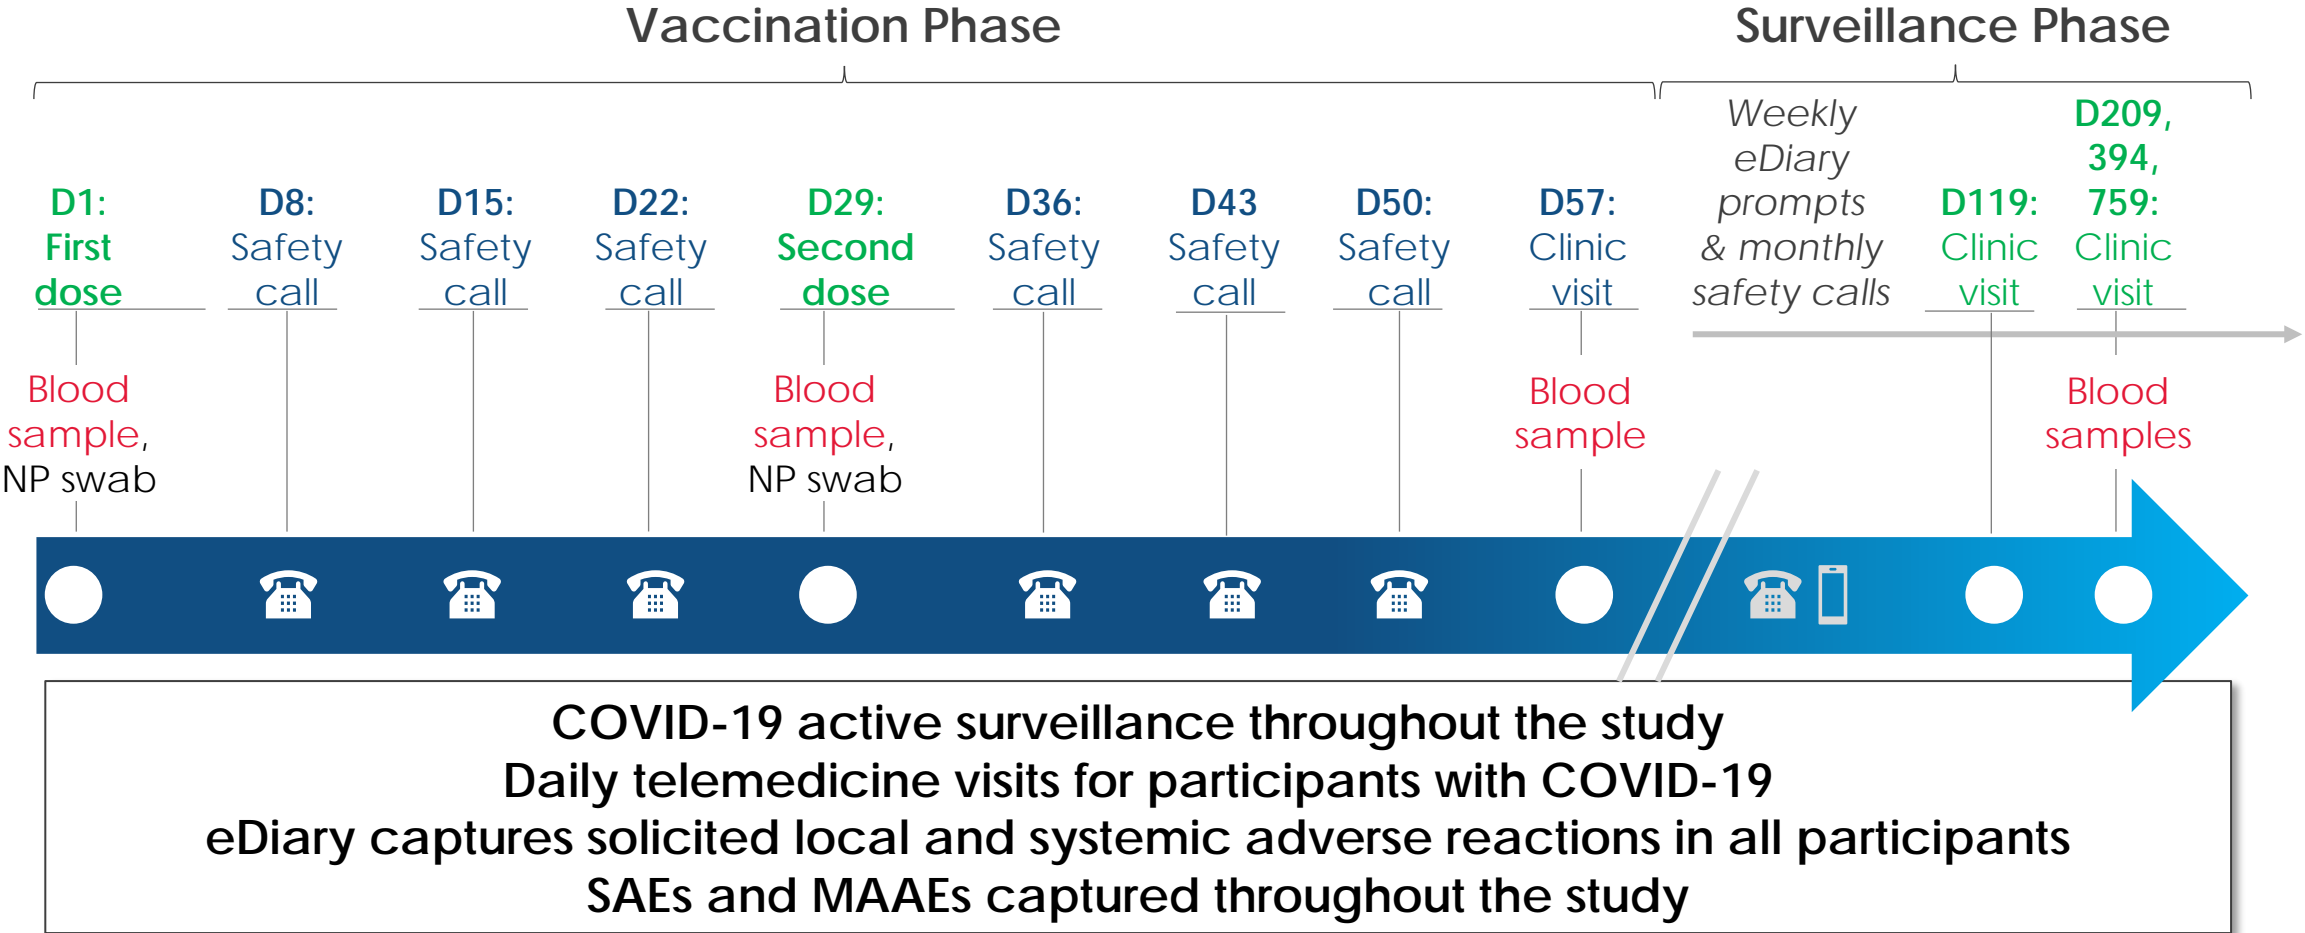 Vaccination Phase
Surveillance Phase
D1:
First
dose
D8:
Safety
call
D15:
Safety
call
D22:
Safety
call
D29:
Second
dose
D36:
Safety
call
D43
Safety
call
D50:
Safety
call
D57:
Clinic
visit
Weekly
eDiary
prompts
& monthly
safety calls
D119:
Clinic
visit
D209,
394,
759:
Clinic
visit
Blood
sample,
NP swab
Blood
sample,
NP swab
Blood
sample
Blood
samples
COVID-19 active surveillance throughout the study
Daily telemedicine visits for participants with COVID-19
eDiary captures solicited local and systemic adverse reactions in all participants
SAEs and MAAEs captured throughout the study